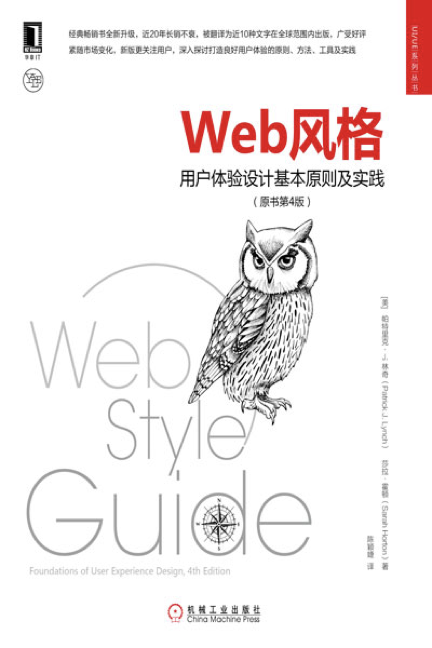 经典畅销书全新升级，近20年长销不衰，被翻译为近10种文字在全球范围内出版，广受好评
紧随市场变化，新版更关注用户，深入探讨打造良好用户体验的原则、方法、工具及实践
华章IT
UI/UE系列丛书
Web风格
用户体验设计基本原则及实践
（原书第4版）
[美] 帕特里克·J. 林奇（Patrick J. Lynch） 莎拉·霍顿（Sarah Horton）著
陈颖婕 译
Web
Style
Guide
Foundations of User Experience Design, 4th Edition
机械工业出版社
China Machine Press